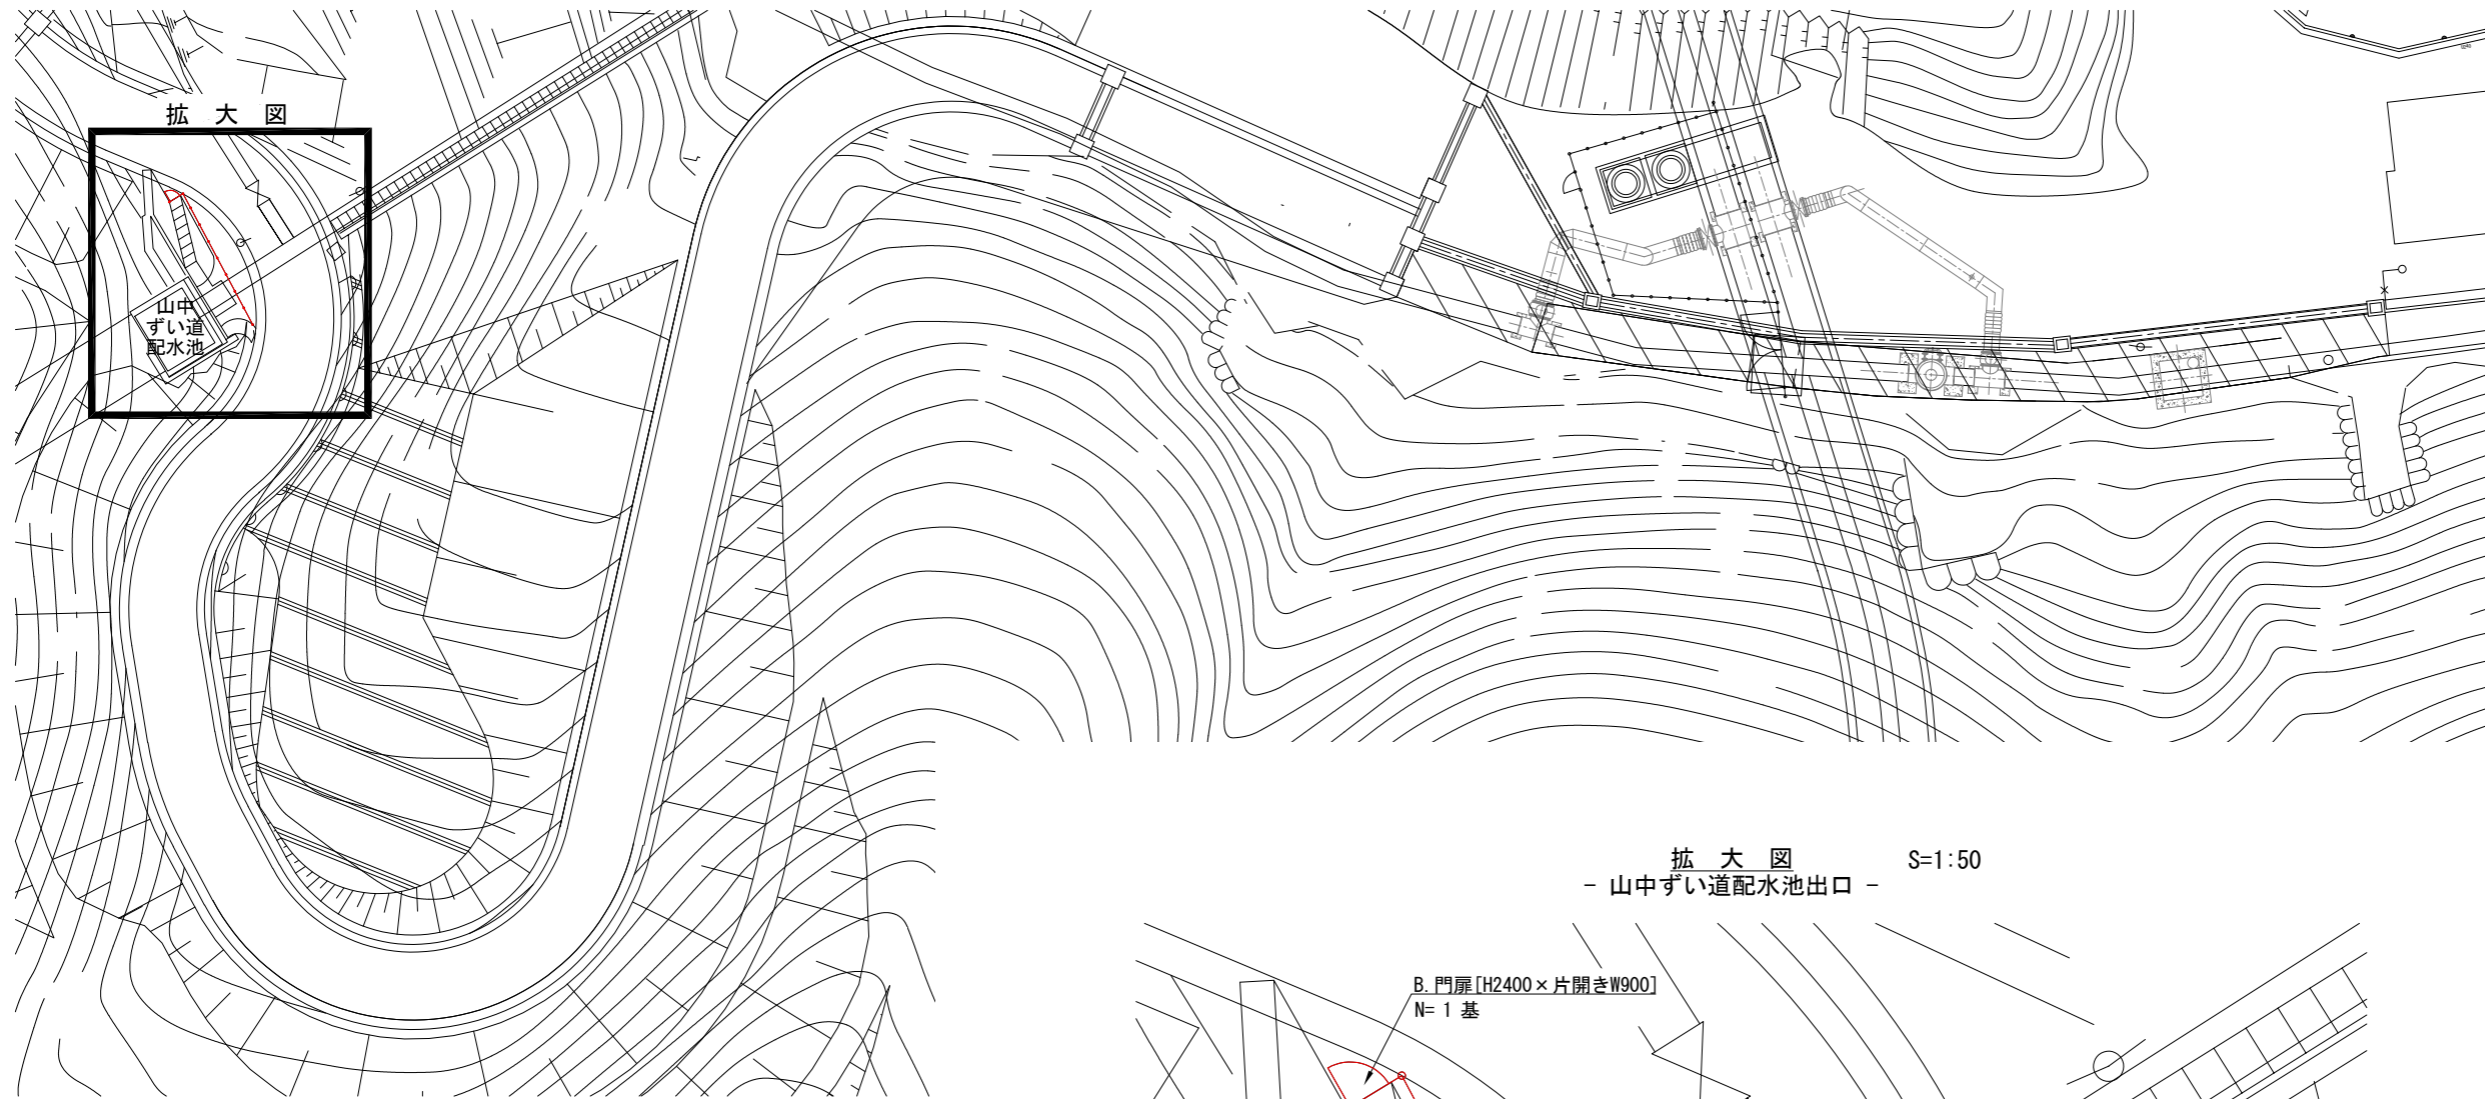 拡 大 図
山中
ずい道
配水池
拡 大 図 S=1:50
- 山中ずい道配水池出口 -
B.門扉[H2400×片開きW900]
N= 1 基